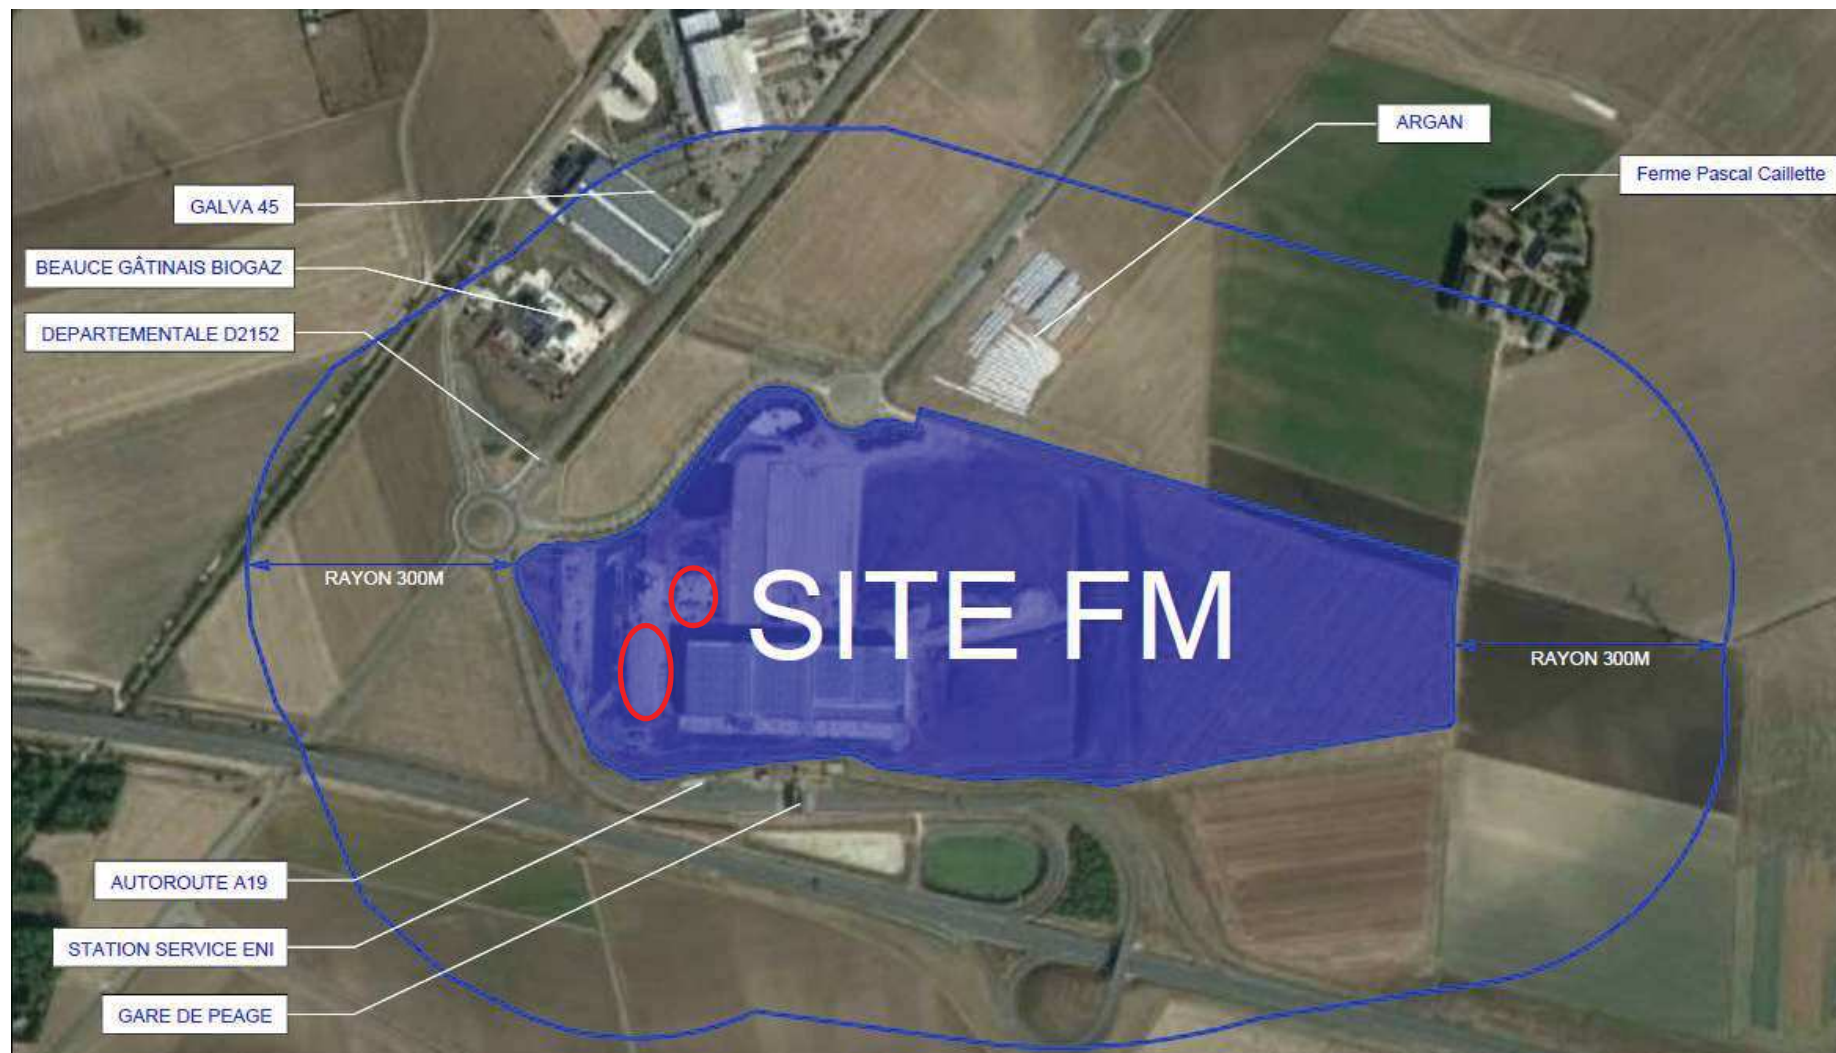 ARGAN
Ferme Pascal Caillette
GALVA 45
BEAUCE GÂTINAIS BIOGAZ
DEPARTEMENTALE D2152
RAYON 300M
SITE FM
RAYON 300M
AUTOROUTE A19
STATION SERVICE ENI
GARE DE PEAGE